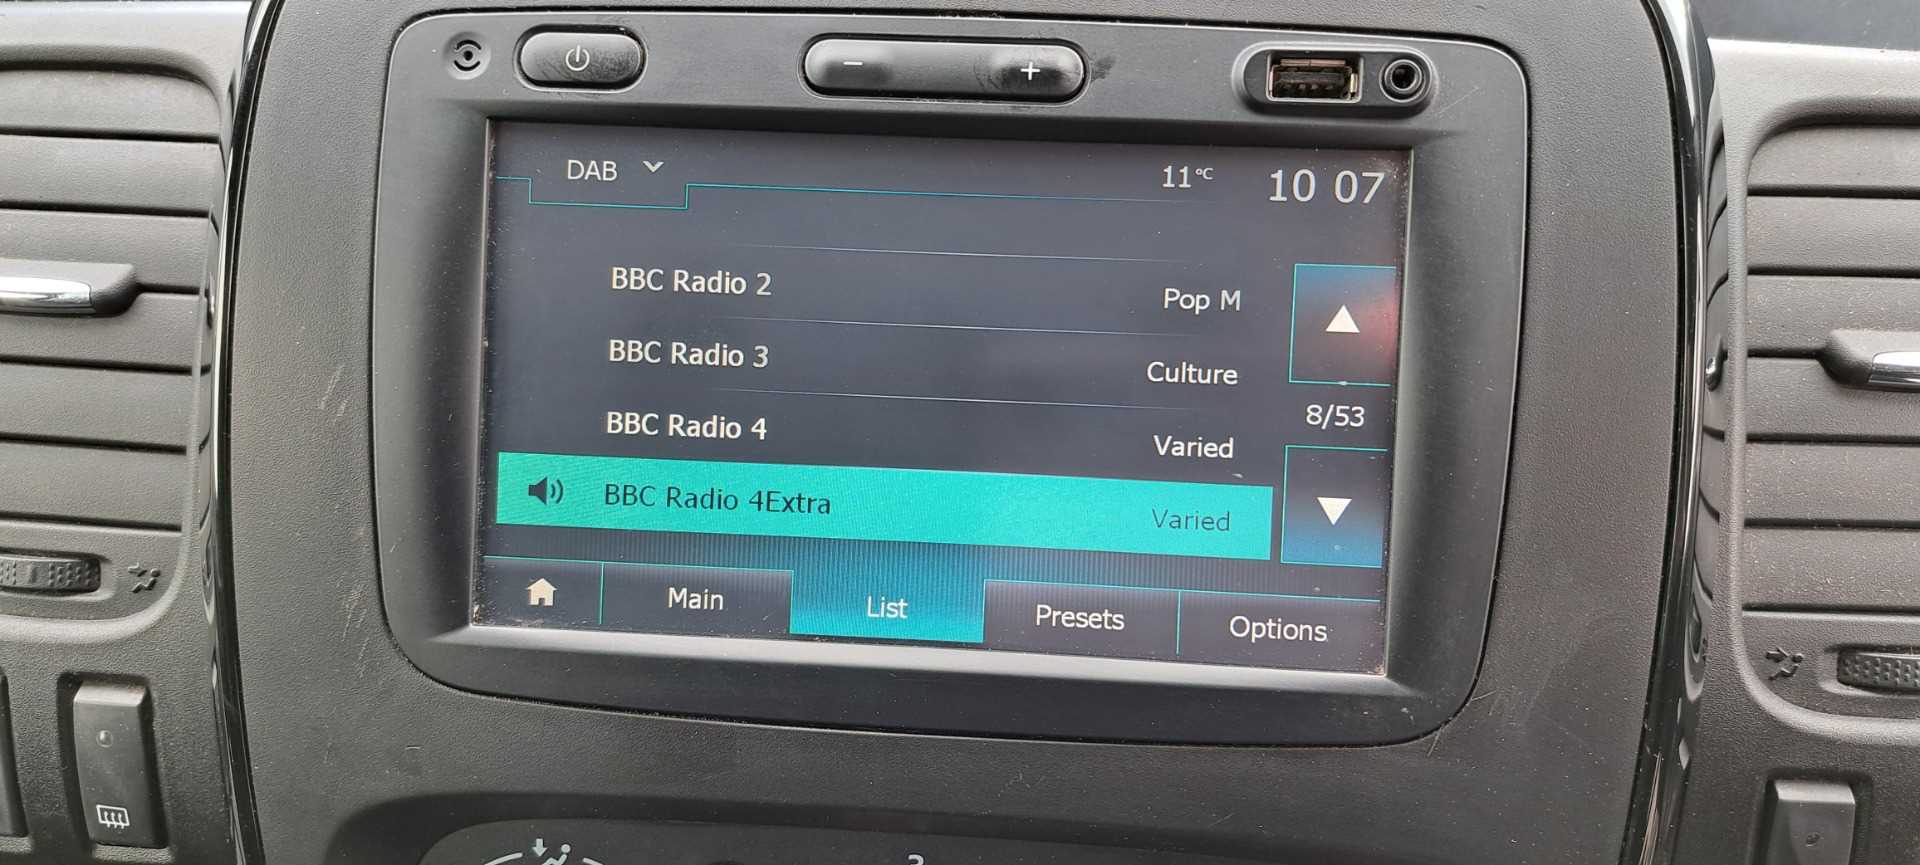 DAB 11°C 10 07
BBC Radio 2 Pop M
BBC Radio 3 Culture
8/53
BBC Radio 4 Varied
BBC Radio 4Extra Varied
Main List Presets Options